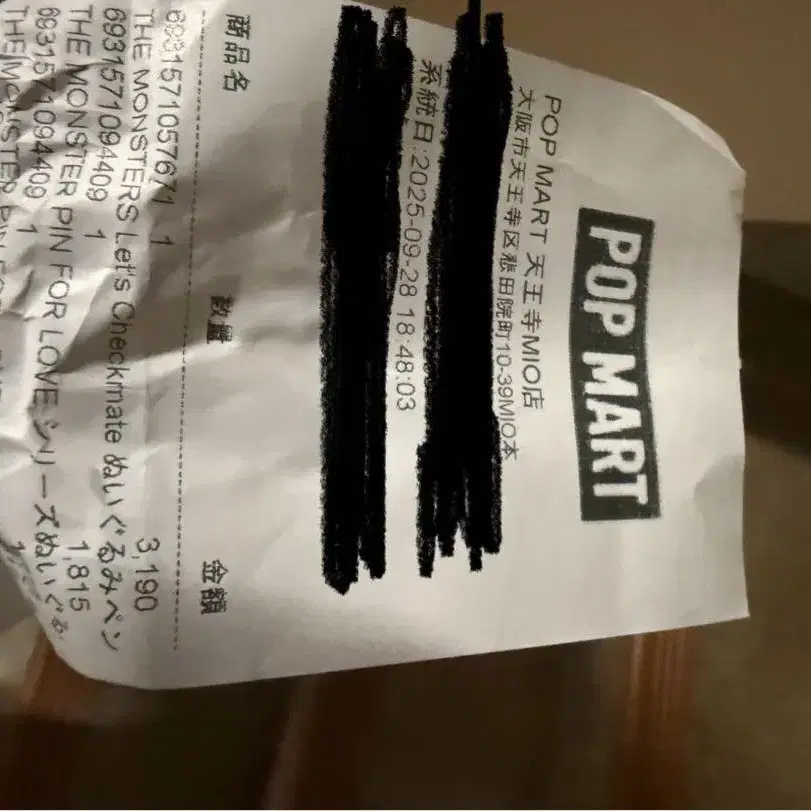 POP MART
POP MART 天王寺MIO店
大阪市天王寺区悲田院町10-39MIO本
系統日:2025-09-28 18:48:03
商品名 数量 金額
6931571057671 1 3,190
THE MONSTERS Let's Checkmate ぬいぐるみペン
6931571094409 1 1,815
THE MONSTER PIN FOR LOVE シリーズぬいぐる
6931571094409 1
THE MONSTER PIN